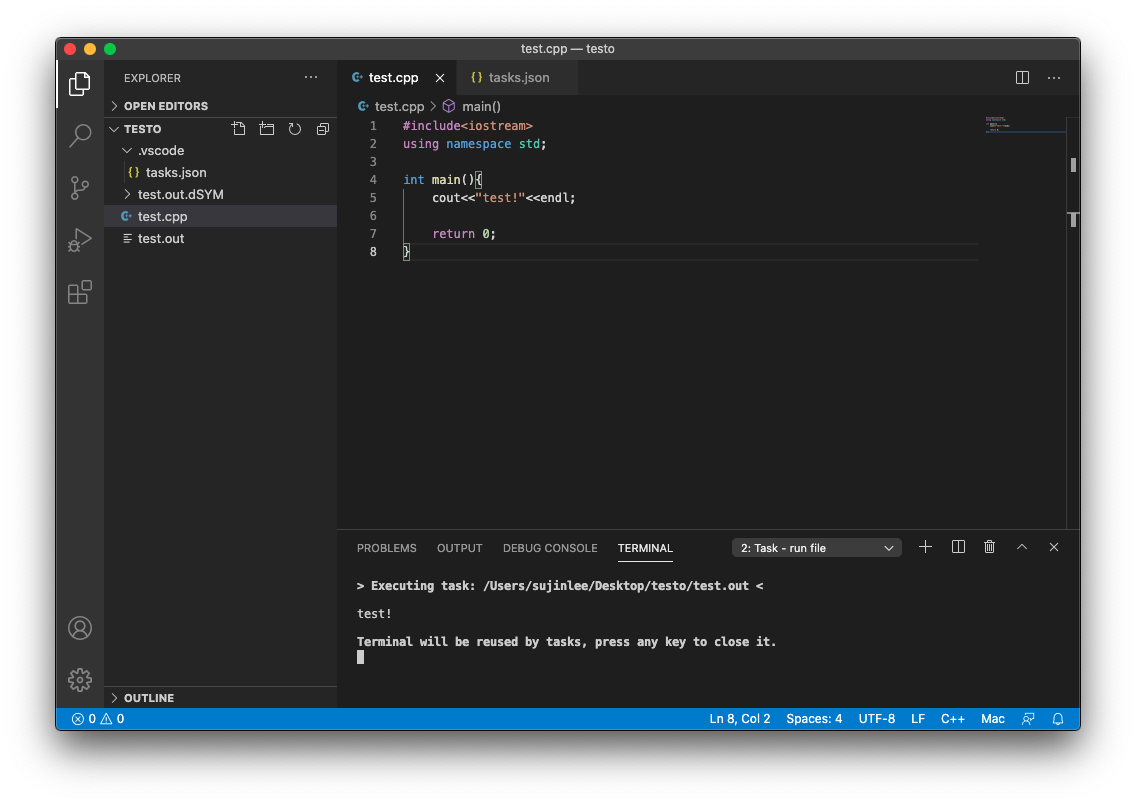 test.cpp — testo
EXPLORER
OPEN EDITORS
TESTO
.vscode
{} tasks.json
test.out.dSYM
test.cpp
test.out
OUTLINE
test.cpp
{} tasks.json
test.cpp > main()
1 #include<iostream>
2 using namespace std;
3
4 int main(){
5 cout<<"test!"<<endl;
6
7 return 0;
8 }
PROBLEMS OUTPUT DEBUG CONSOLE TERMINAL
2: Task - run file
> Executing task: /Users/sujinlee/Desktop/testo/test.out <
test!
Terminal will be reused by tasks, press any key to close it.
0 0 Ln 8, Col 2 Spaces: 4 UTF-8 LF C++ Mac